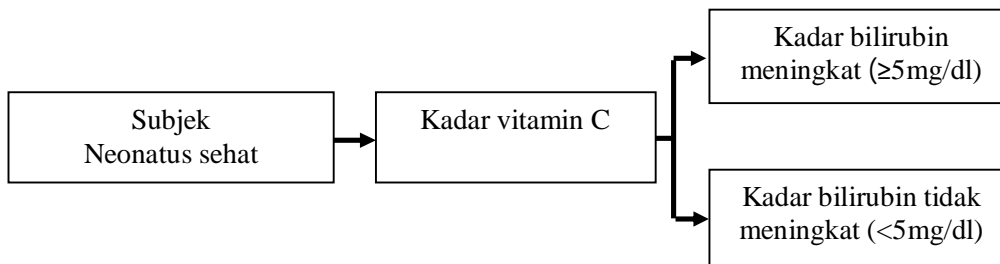 Subjek
Neonatus sehat
Kadar vitamin C
Kadar bilirubin
meningkat (≥5mg/dl)
Kadar bilirubin tidak
meningkat (<5mg/dl)